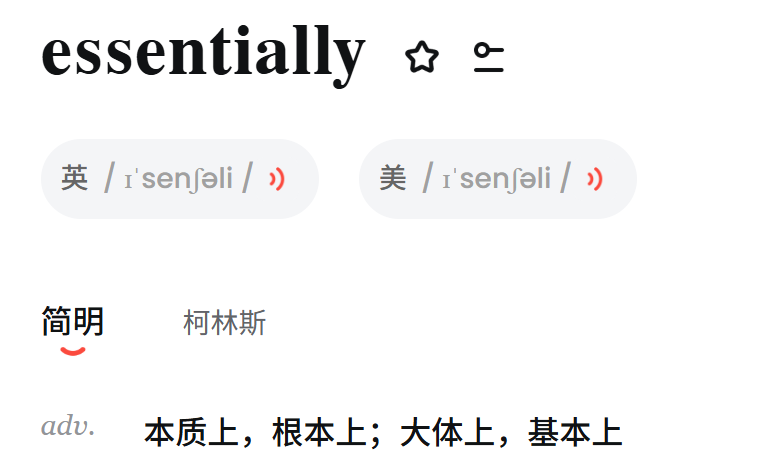 essentially
英 / ɪˈsenʃəli / 美 / ɪˈsenʃəli /
简明 柯林斯
adv. 本质上，根本上；大体上，基本上